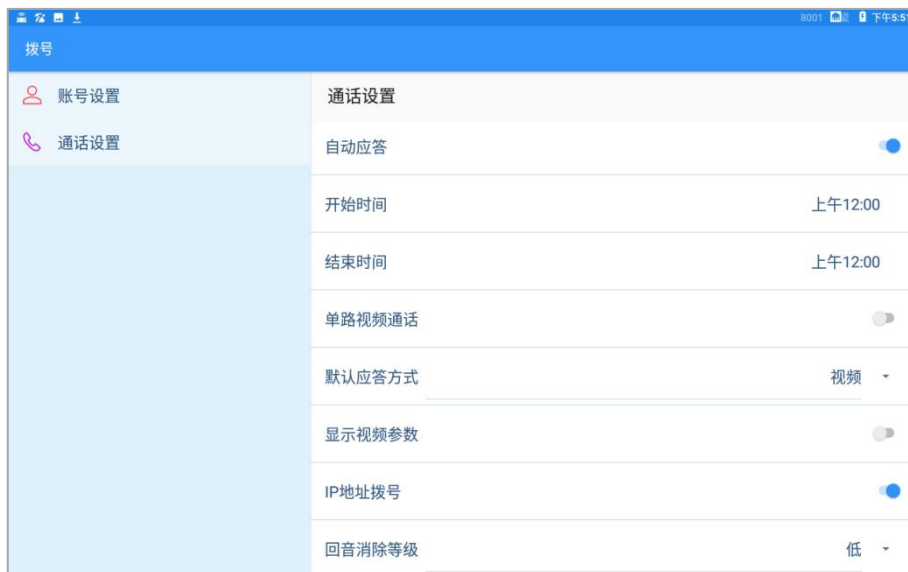 8001 下午5:51
拨号
账号设置
通话设置
通话设置
自动应答
开始时间 上午12:00
结束时间 上午12:00
单路视频通话
默认应答方式 视频
显示视频参数
IP地址拨号
回音消除等级 低